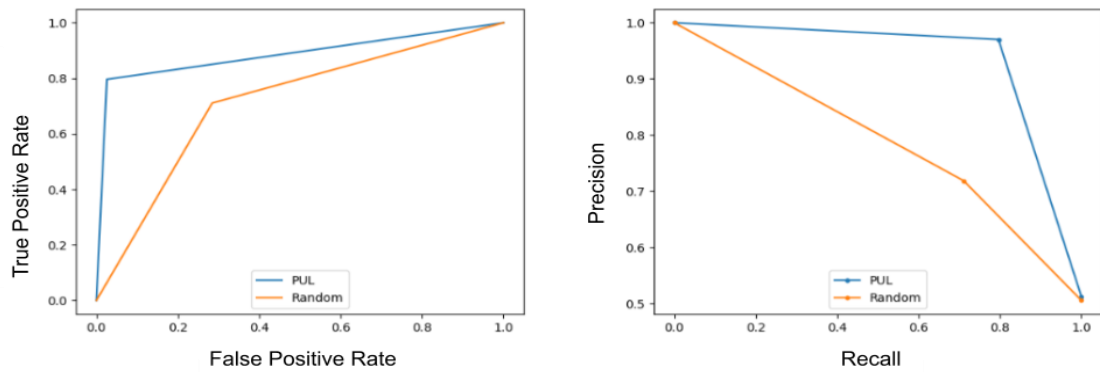 1.0
0.8
0.6
0.4
0.2
0.0
True Positive Rate
PUL
Random
0.0 0.2 0.4 0.6 0.8 1.0
False Positive Rate
1.0
0.9
0.8
0.7
0.6
0.5
Precision
PUL
Random
0.0 0.2 0.4 0.6 0.8 1.0
Recall